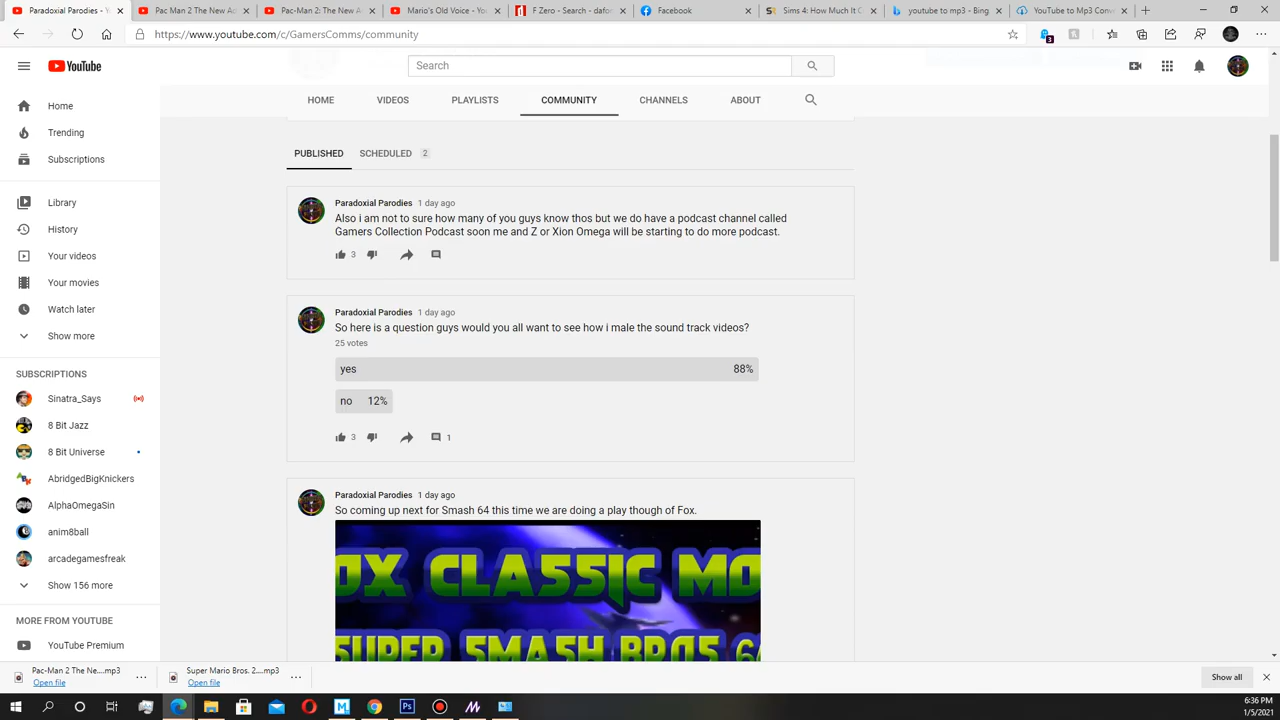 Paradoxial Parodies - YouTube
Pac Man 2 The New Ad
Pac-Man 2: The New Ad
Mario's Old Voice - You
F Zero - Search - dafon
Facebook
Sims 4: How Much It C
youtube to mp3 - Bing
YouTube to Mp3 Conv
https://www.youtube.com/c/GamersComms/community
3
YouTube
Search
HOME
VIDEOS
PLAYLISTS
COMMUNITY
CHANNELS
ABOUT
Home
Trending
Subscriptions
Library
History
Your videos
Your movies
Watch later
Show more
SUBSCRIPTIONS
Sinatra_Says
8 Bit Jazz
8 Bit Universe
AbridgedBigKnickers
AlphaOmegaSin
anim8ball
arcadegamesfreak
Show 156 more
MORE FROM YOUTUBE
YouTube Premium
PUBLISHED
SCHEDULED 2
Paradoxial Parodies 1 day ago
Also i am not to sure how many of you guys know thos but we do have a podcast channel called
Gamers Collection Podcast soon me and Z or Xion Omega will be starting to do more podcast.
3
Paradoxial Parodies 1 day ago
So here is a question guys would you all want to see how i male the sound track videos?
25 votes
yes 88%
no 12%
3 1
Paradoxial Parodies 1 day ago
So coming up next for Smash 64 this time we are doing a play though of Fox.
OX CLASSIC MO
SUPER SMASH BROS 64
Pac-Man 2 The Ne....mp3
Open file
Super Mario Bros. 2....mp3
Open file
Show all
6:36 PM
1/5/2021